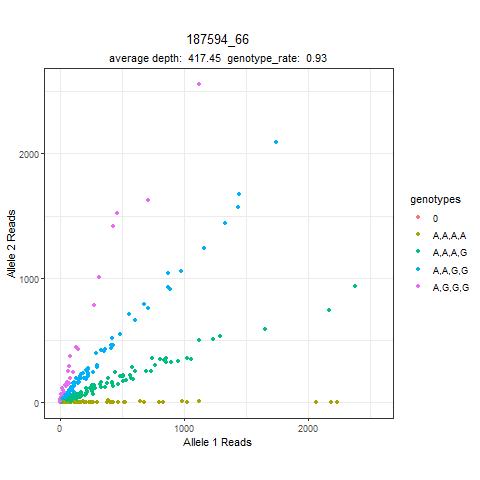 187594_66
average depth: 417.45 genotype_rate: 0.93
Allele 2 Reads
2000
1000
0
0
1000
2000
Allele 1 Reads
genotypes
0
A,A,A,A
A,A,A,G
A,A,G,G
A,G,G,G